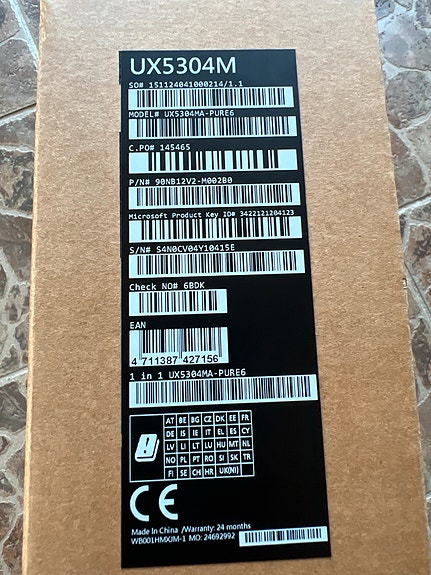 UX5304M
SO# 151124041000214/1.1
MODEL# UX5304MA-PURE6
C.PO# 145465
P/N# 90NB12V2-M002B0
Microsoft Product Key ID# 3422121204123
S/N# S4N0CV04Y10415E
Check NO# 6BDK
EAN
4 711387 427156
1 in 1 UX5304MA-PURE6
AT BE BG CZ DK EE FR
DE IS IE IT EL ES CY
LV LI LT LU HU MT NL
NO PL PT RO SI SK TR
FI SE CH HR UK(NI)
CE
Made In China /Warranty: 24 months
WB001HMXUM-1 MO: 24692992